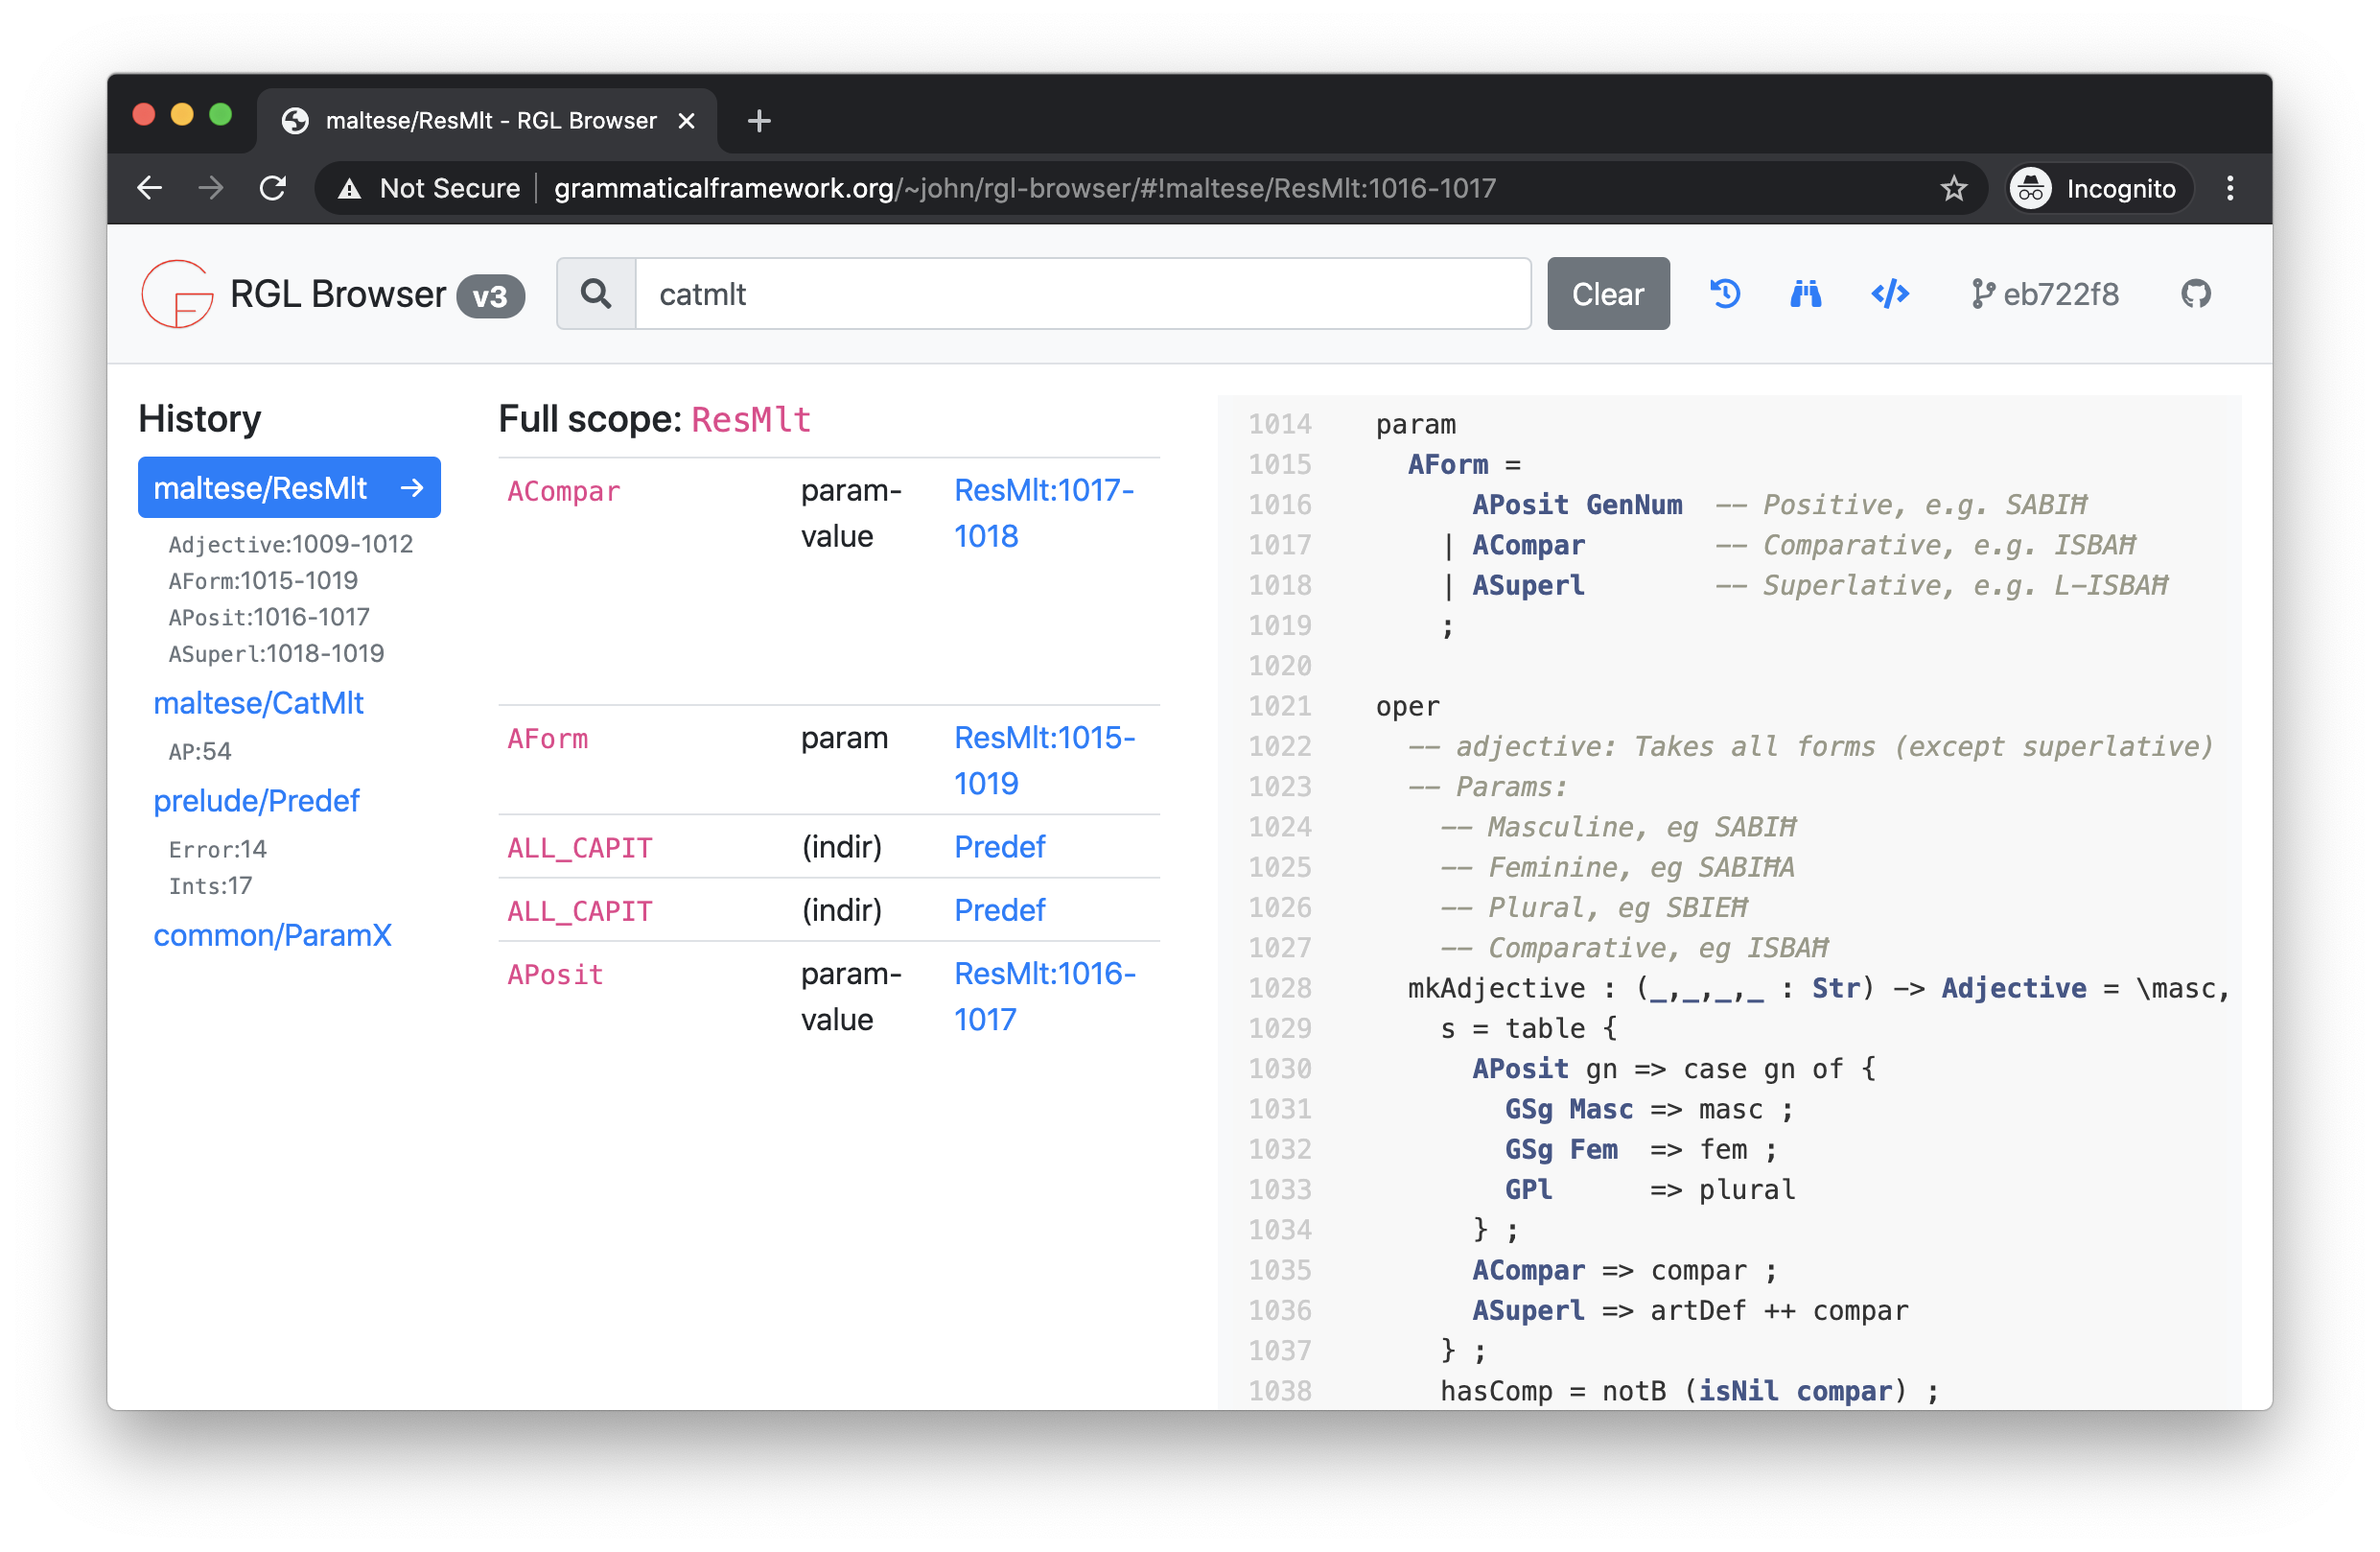 maltese/ResMlt - RGL Browser
Not Secure
grammaticalframework.org/~john/rgl-browser/#!maltese/ResMlt:1016-1017
Incognito
RGL Browser v3
catmlt
Clear
eb722f8
History
maltese/ResMlt →
Adjective:1009-1012
AForm:1015-1019
APosit:1016-1017
ASuperl:1018-1019
maltese/CatMlt
AP:54
prelude/Predef
Error:14
Ints:17
common/ParamX
Full scope: ResMlt
ACompar param-value ResMlt:1017-1018
AForm param ResMlt:1015-1019
ALL_CAPIT (indir) Predef
ALL_CAPIT (indir) Predef
APosit param-value ResMlt:1016-1017
1014 param
1015 AForm =
1016 APosit GenNum -- Positive, e.g. SABIĦ
1017 | ACompar -- Comparative, e.g. ISBAĦ
1018 | ASuperl -- Superlative, e.g. L-ISBAĦ
1019 ;
1020
1021 oper
1022 -- adjective: Takes all forms (except superlative)
1023 -- Params:
1024 -- Masculine, eg SABIĦ
1025 -- Feminine, eg SABIĦA
1026 -- Plural, eg SBIEĦ
1027 -- Comparative, eg ISBAĦ
1028 mkAdjective : (_,_,_,_ : Str) -> Adjective = \masc,
1029 s = table {
1030 APosit gn => case gn of {
1031 GSg Masc => masc ;
1032 GSg Fem => fem ;
1033 GPl => plural
1034 } ;
1035 ACompar => compar ;
1036 ASuperl => artDef ++ compar
1037 } ;
1038 hasComp = notB (isNil compar) ;